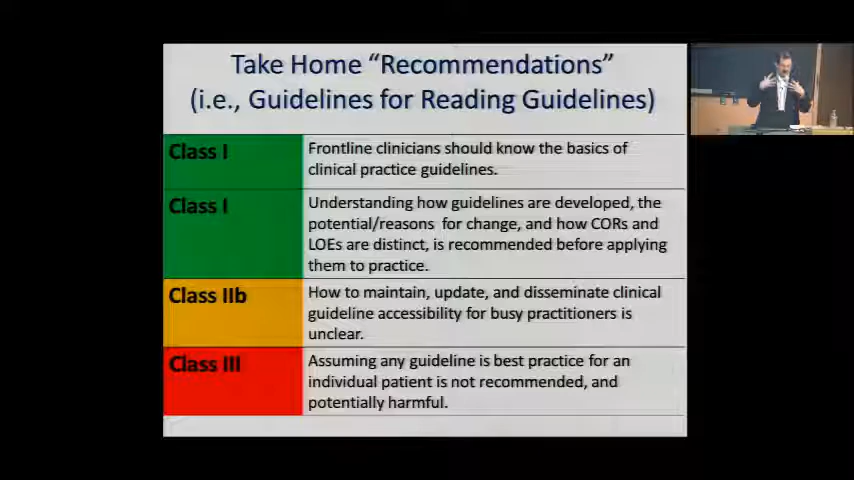 Take Home “Recommendations”
(i.e., Guidelines for Reading Guidelines)
Class I
Frontline clinicians should know the basics of
clinical practice guidelines.
Class I
Understanding how guidelines are developed, the
potential/reasons for change, and how CORs and
LOEs are distinct, is recommended before applying
them to practice.
Class IIb
How to maintain, update, and disseminate clinical
guideline accessibility for busy practitioners is
unclear.
Class III
Assuming any guideline is best practice for an
individual patient is not recommended, and
potentially harmful.